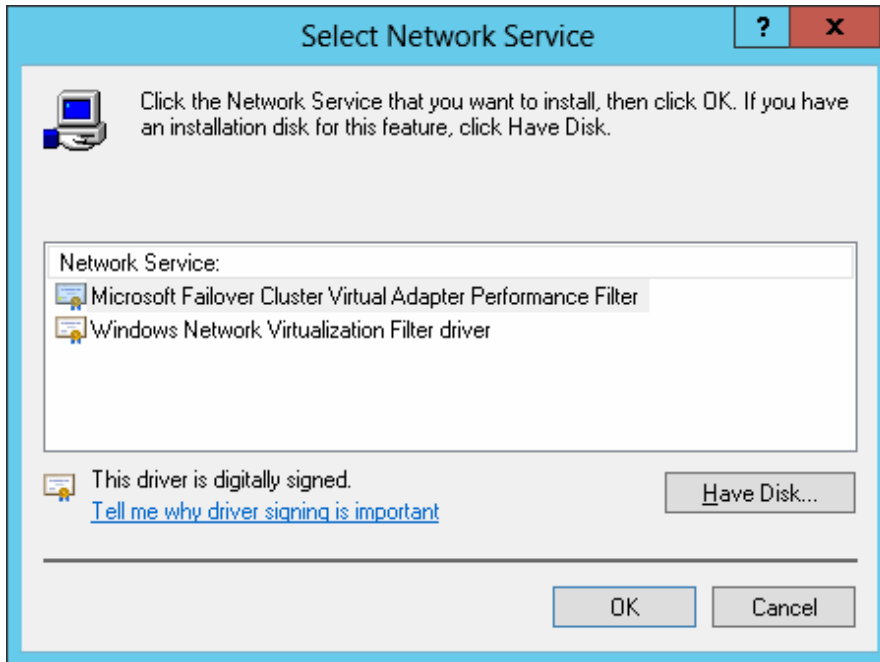 Select Network Service
?
x
Click the Network Service that you want to install, then click OK. If you have
an installation disk for this feature, click Have Disk.
Network Service:
Microsoft Failover Cluster Virtual Adapter Performance Filter
Windows Network Virtualization Filter driver
This driver is digitally signed.
Tell me why driver signing is important
Have Disk...
OK
Cancel